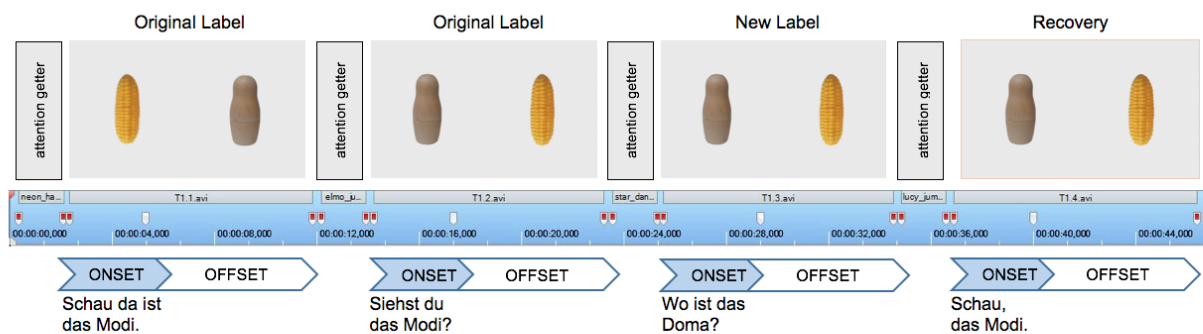 Original Label
Original Label
New Label
Recovery
attention getter
attention getter
attention getter
attention getter
neon_ha...
T1.1.avi
elmo_ju...
T1.2.avi
star_dan...
T1.3.avi
lucy_jum...
T1.4.avi
00:00:00,000
00:00:04,000
00:00:08,000
00:00:12,000
00:00:16,000
00:00:20,000
00:00:24,000
00:00:28,000
00:00:32,000
00:00:36,000
00:00:40,000
00:00:44,000
ONSET
OFFSET
ONSET
OFFSET
ONSET
OFFSET
ONSET
OFFSET
Schau da ist
das Modi.
Siehst du
das Modi?
Wo ist das
Doma?
Schau,
das Modi.